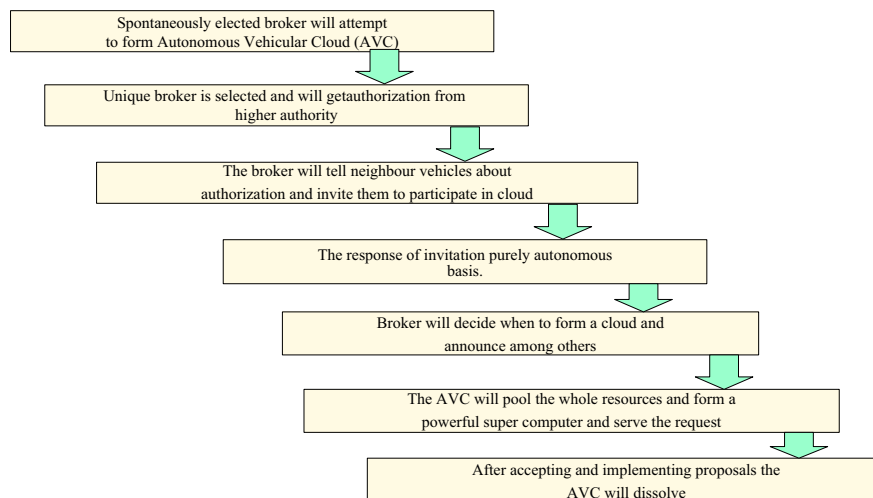 Spontaneously elected broker will attempt
to form Autonomous Vehicular Cloud (AVC)
Unique broker is selected and will getauthorization from
higher authority
The broker will tell neighbour vehicles about
authorization and invite them to participate in cloud
The response of invitation purely autonomous
basis.
Broker will decide when to form a cloud and
announce among others
The AVC will pool the whole resources and form a
powerful super computer and serve the request
After accepting and implementing proposals the
AVC will dissolve